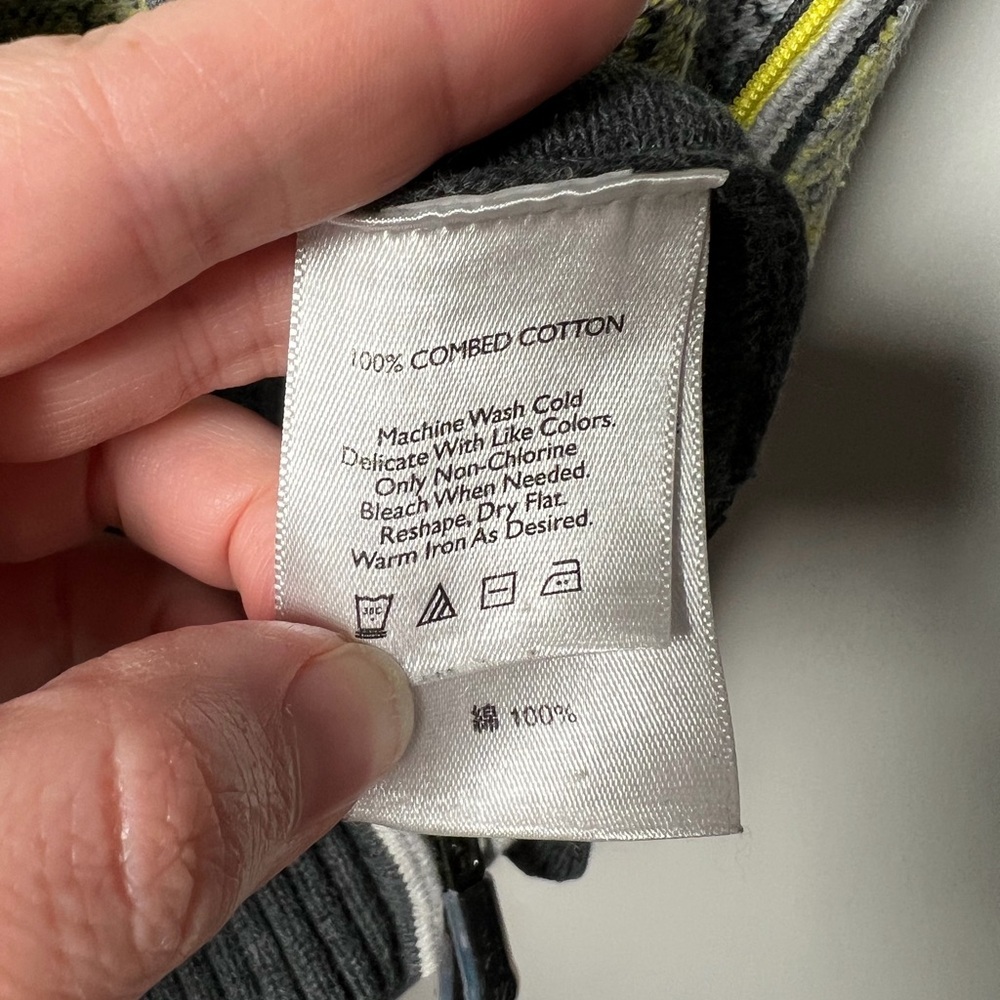 100% COMBED COTTON
Machine Wash Cold
Delicate With Like Colors.
Only Non-Chlorine
Bleach When Needed.
Reshape, Dry Flat.
Warm Iron As Desired.
30C
綿 100%